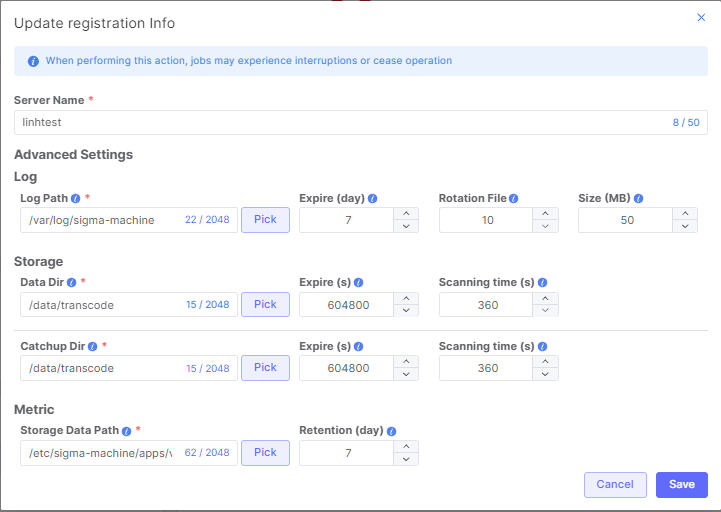 Update registration Info
When performing this action, jobs may experience interruptions or cease operation
Server Name *
linhtest 8 / 50
Advanced Settings
Log
Log Path * Expire (day) Rotation File Size (MB)
/var/log/sigma-machine 22 / 2048 Pick 7 10 50
Storage
Data Dir * Expire (s) Scanning time (s)
/data/transcode 15 / 2048 Pick 604800 360
Catchup Dir * Expire (s) Scanning time (s)
/data/transcode 15 / 2048 Pick 604800 360
Metric
Storage Data Path * Retention (day)
/etc/sigma-machine/apps/v 62 / 2048 Pick 7
Cancel Save